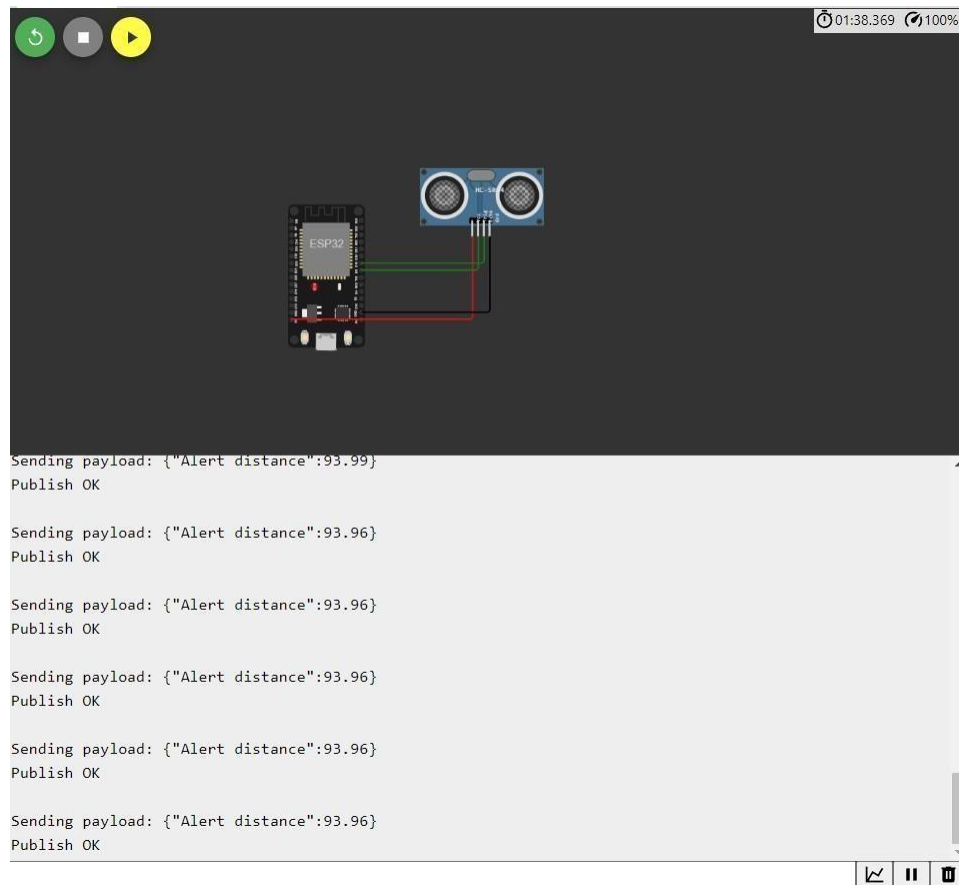 01:38.369 100%
ESP32
Sending payload: {"Alert distance":93.99}
Publish OK
Sending payload: {"Alert distance":93.96}
Publish OK
Sending payload: {"Alert distance":93.96}
Publish OK
Sending payload: {"Alert distance":93.96}
Publish OK
Sending payload: {"Alert distance":93.96}
Publish OK
Sending payload: {"Alert distance":93.96}
Publish OK